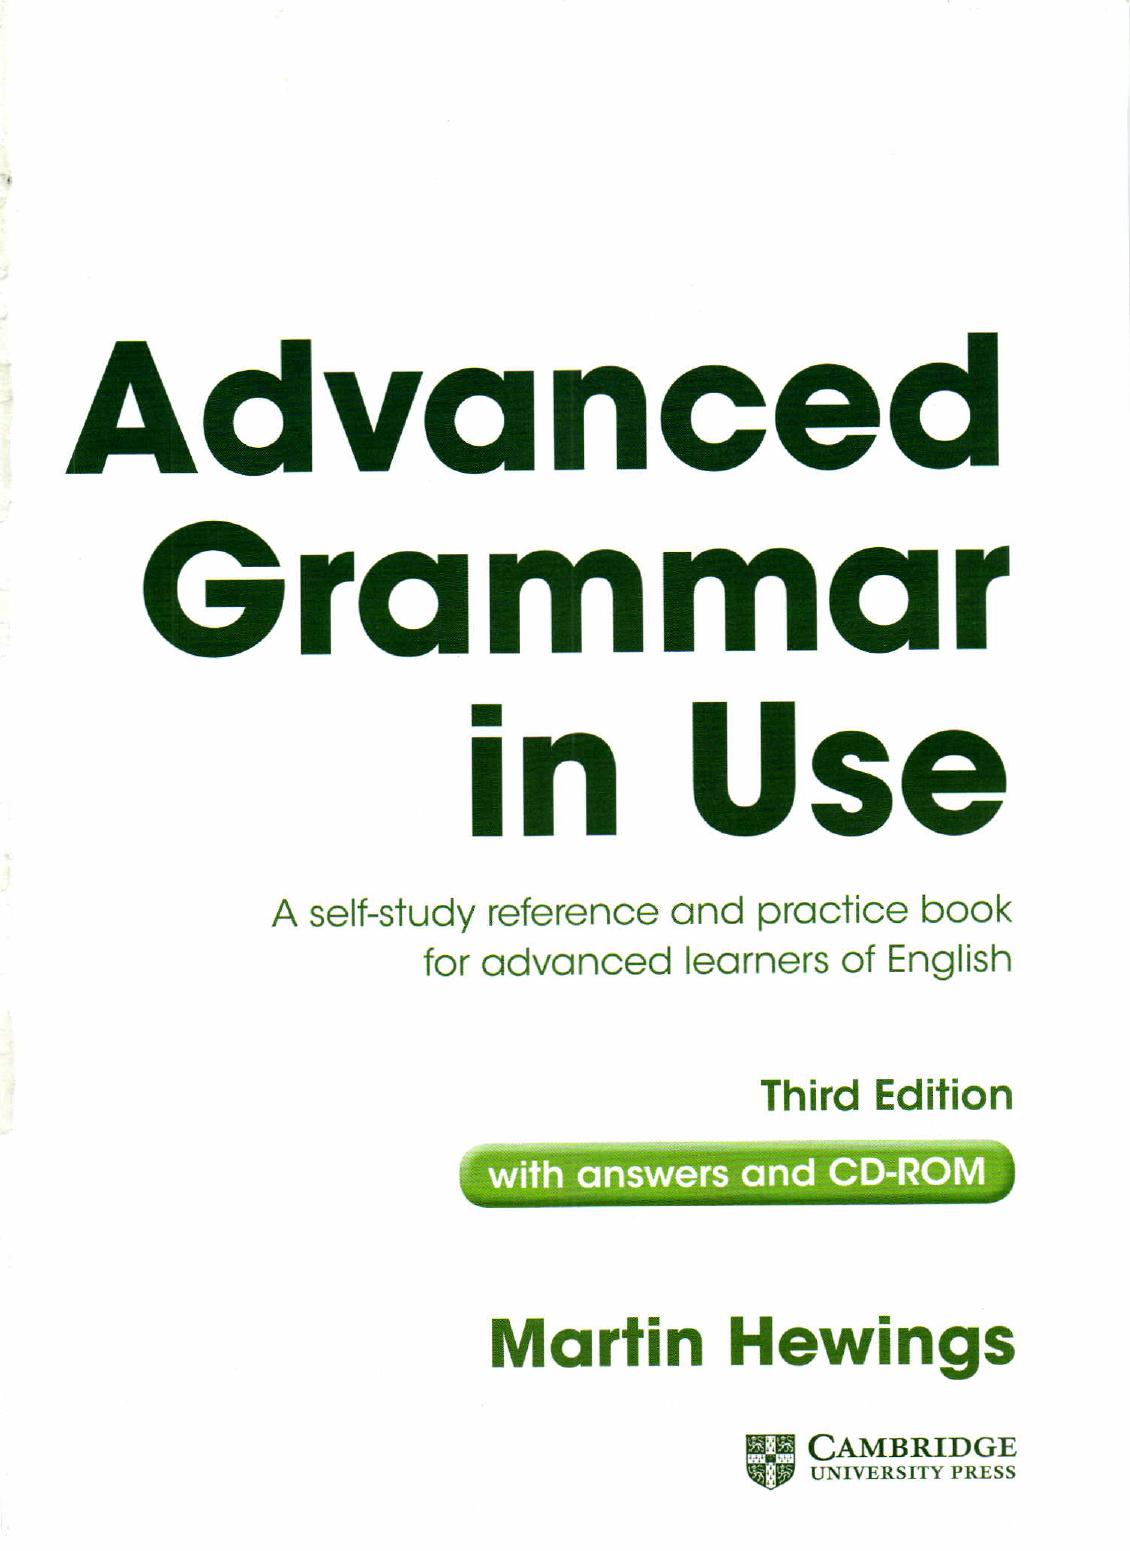 Advanced
Grammar
in Use
A self-study reference and practice book
for advanced learners of English
Third Edition
with answers and CD-ROM
Martin Hewings
CAMBRIDGE
UNIVERSITY PRESS